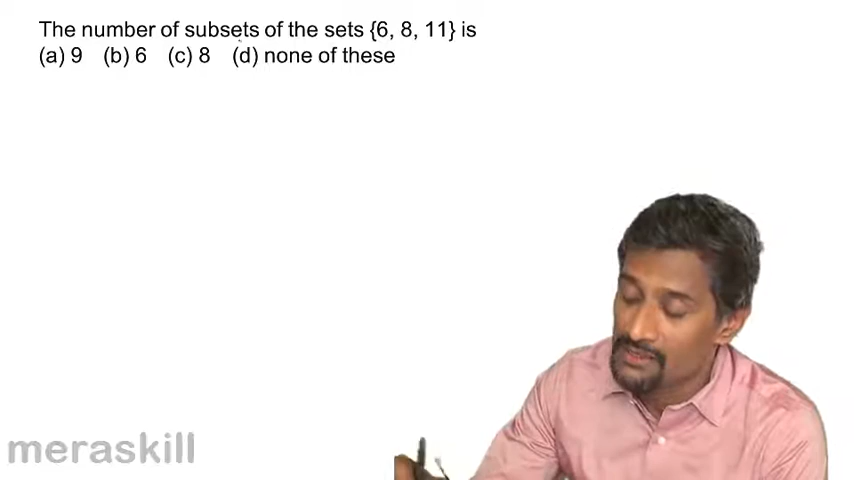 The number of subsets of the sets {6, 8, 11} is
(a) 9 (b) 6 (c) 8 (d) none of these
meraskill